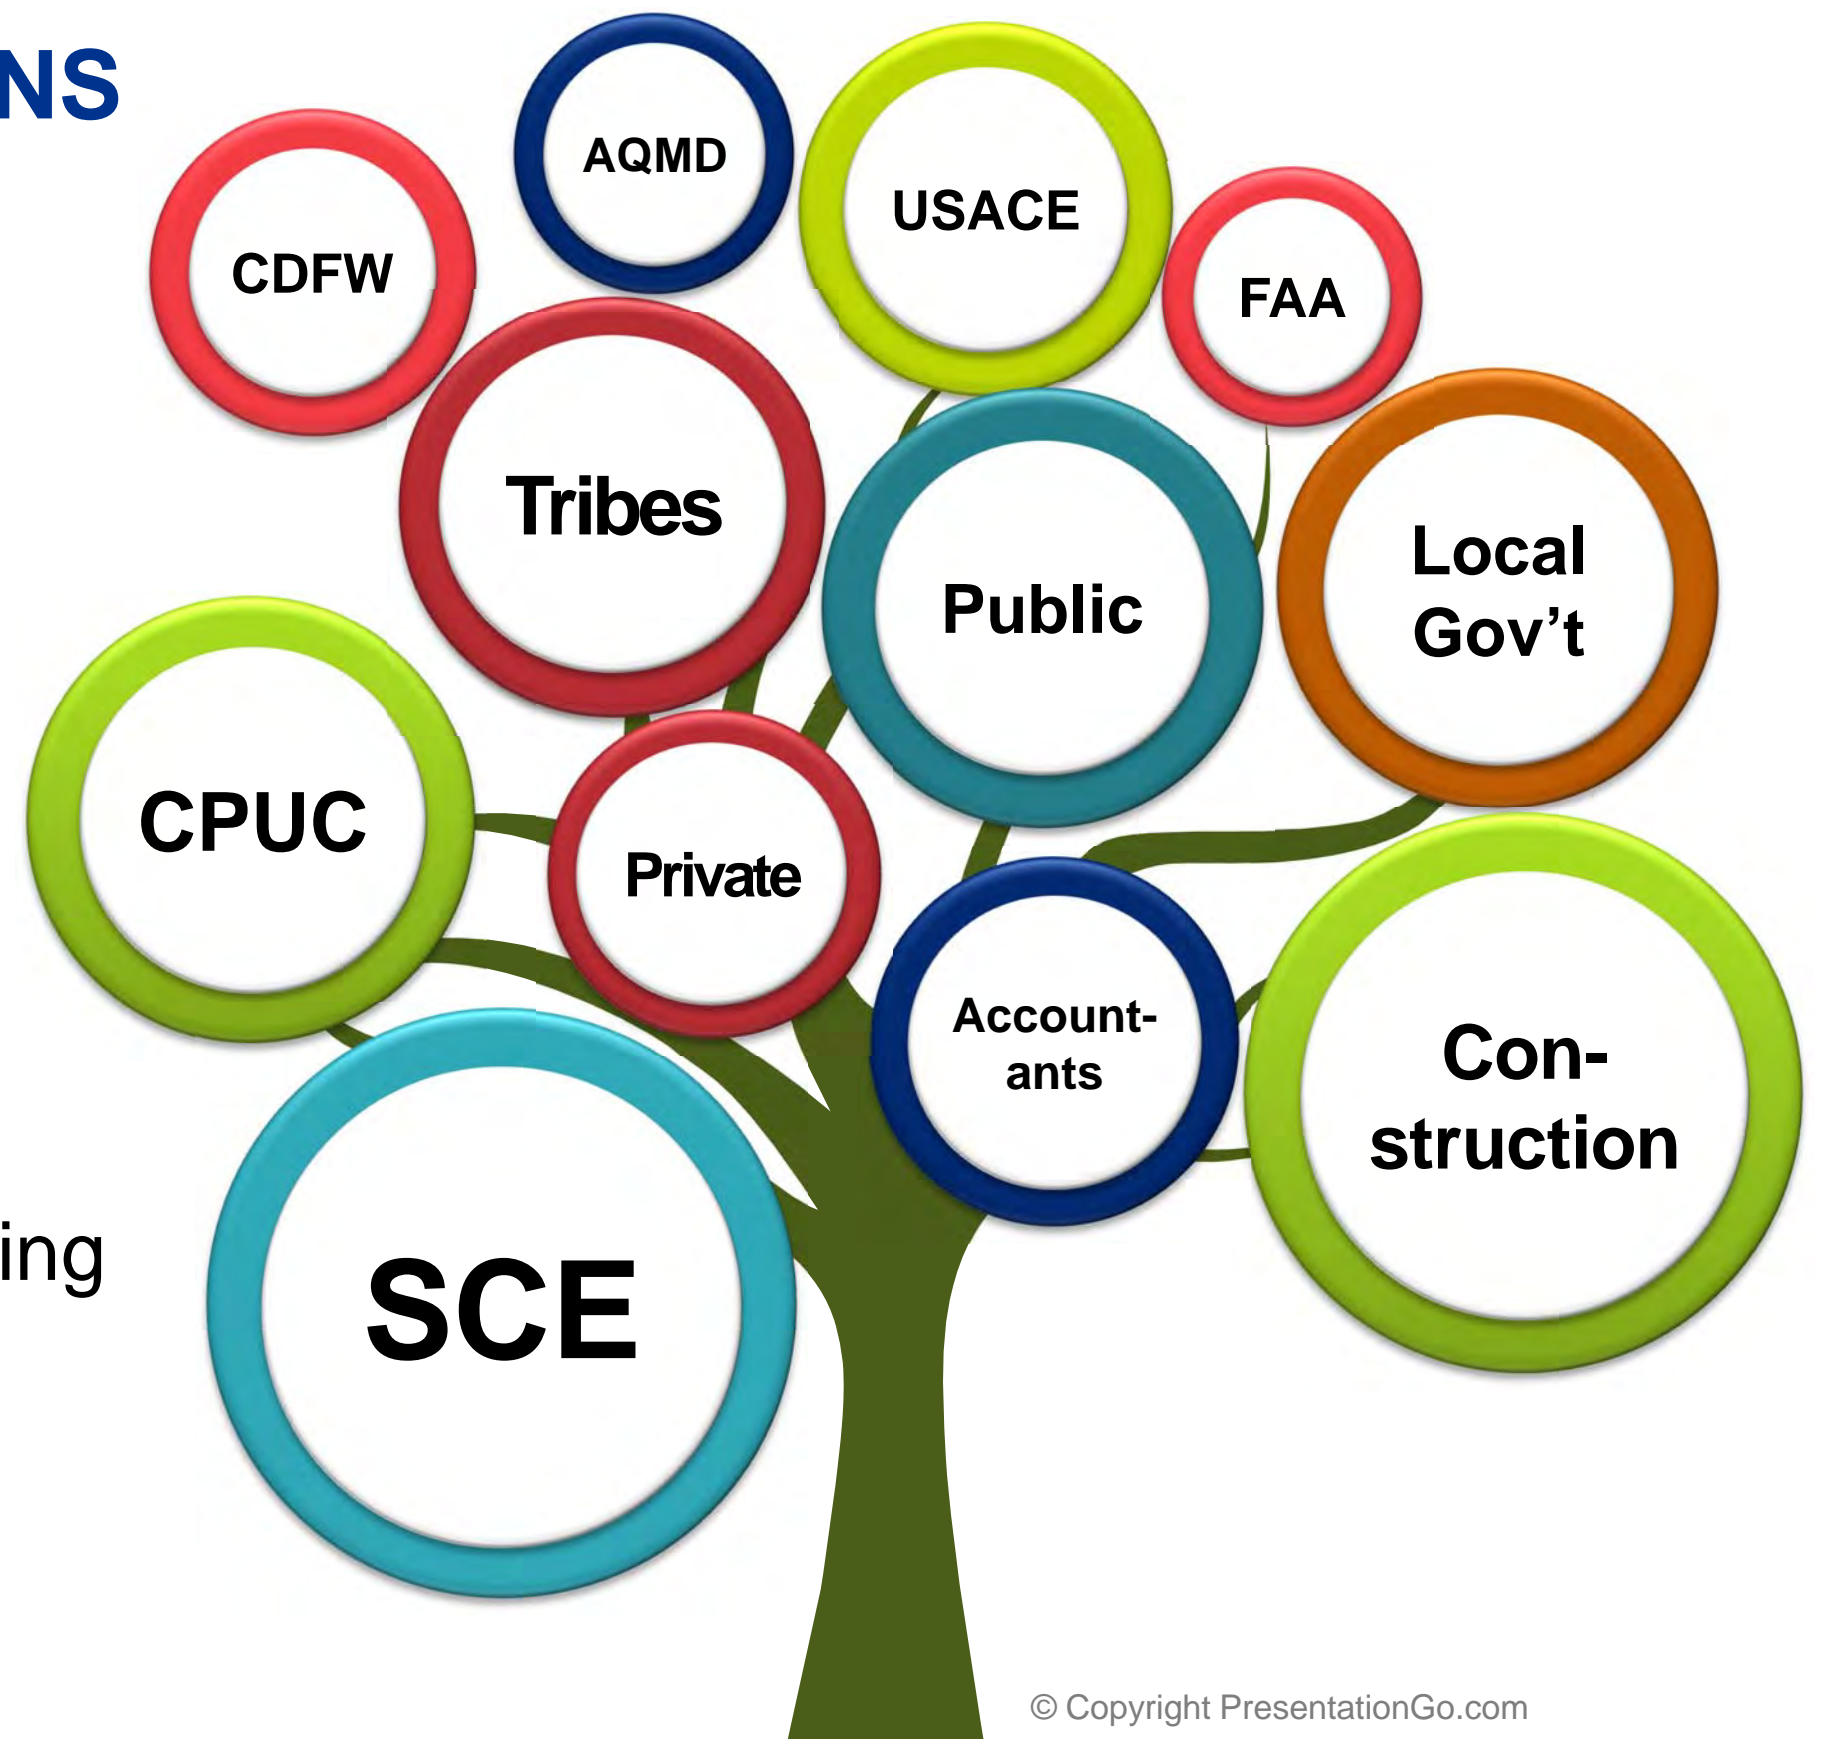 NS
AQMD
USACE
CDFW
FAA
Tribes
Local
Gov’t
Public
CPUC
Private
Account-
ants
Con-
struction
ing
SCE
© Copyright PresentationGo.com